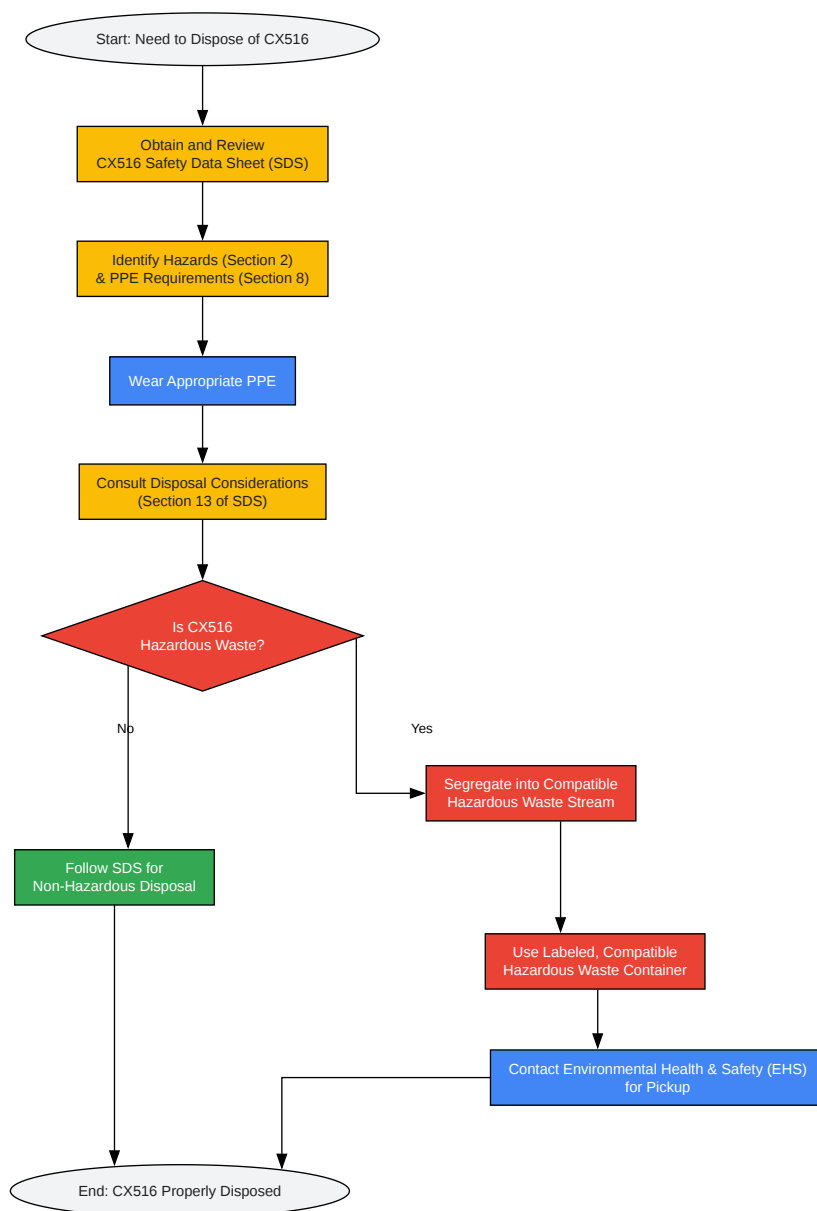 Start: Need to Dispose of CX516
Obtain and Review
CX516 Safety Data Sheet (SDS)
Identify Hazards (Section 2)
& PPE Requirements (Section 8)
Wear Appropriate PPE
Consult Disposal Considerations
(Section 13 of SDS)
Is CX516
Hazardous Waste?
No
Yes
Segregate into Compatible
Hazardous Waste Stream
Follow SDS for
Non-Hazardous Disposal
Use Labeled, Compatible
Hazardous Waste Container
Contact Environmental Health & Safety (EHS)
for Pickup
End: CX516 Properly Disposed